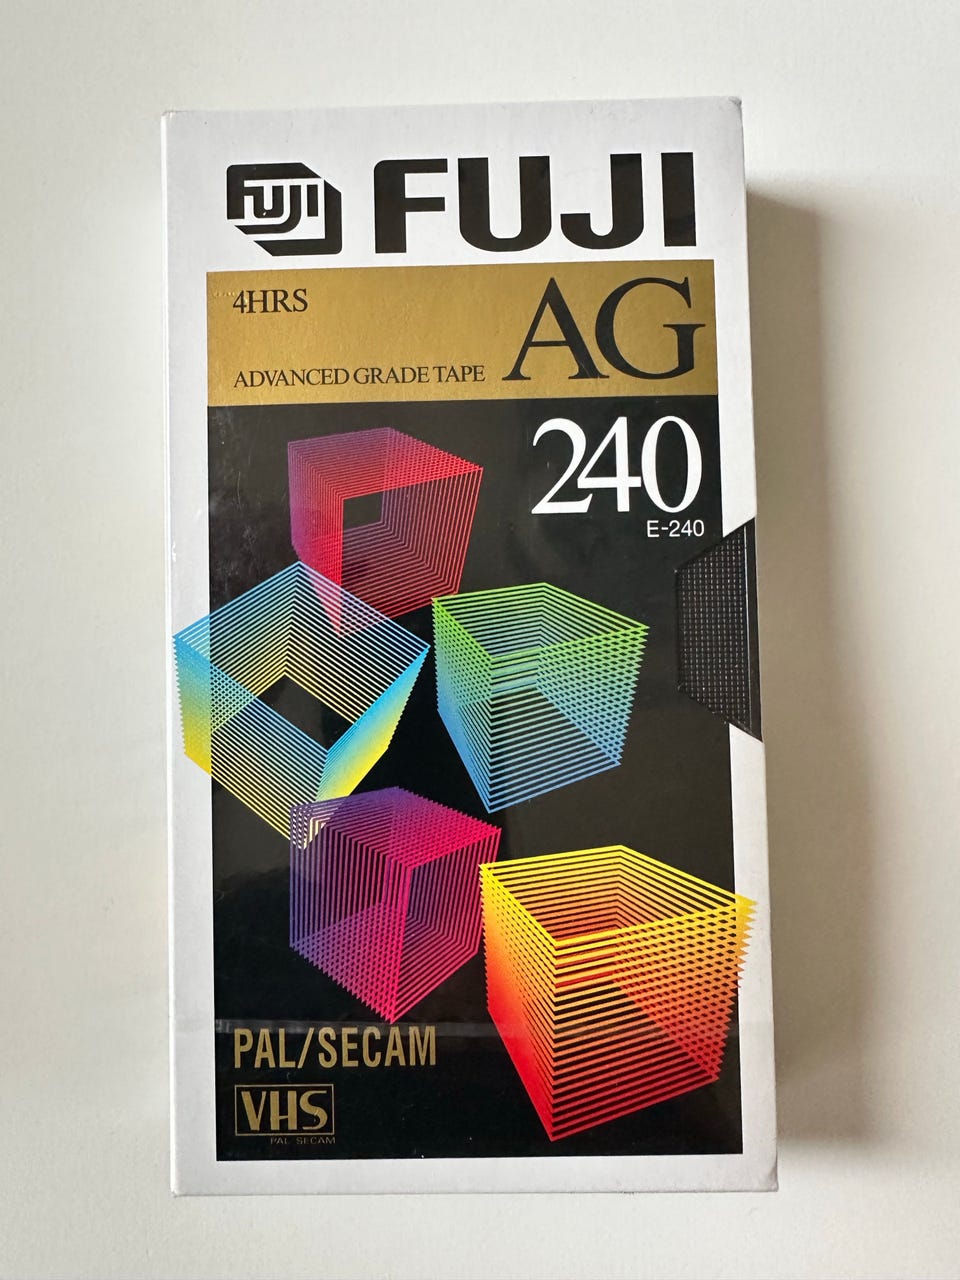 FUJI FUJI
4HRS
AG
ADVANCED GRADE TAPE
240
E-240
PAL/SECAM
VHS
PAL SECAM